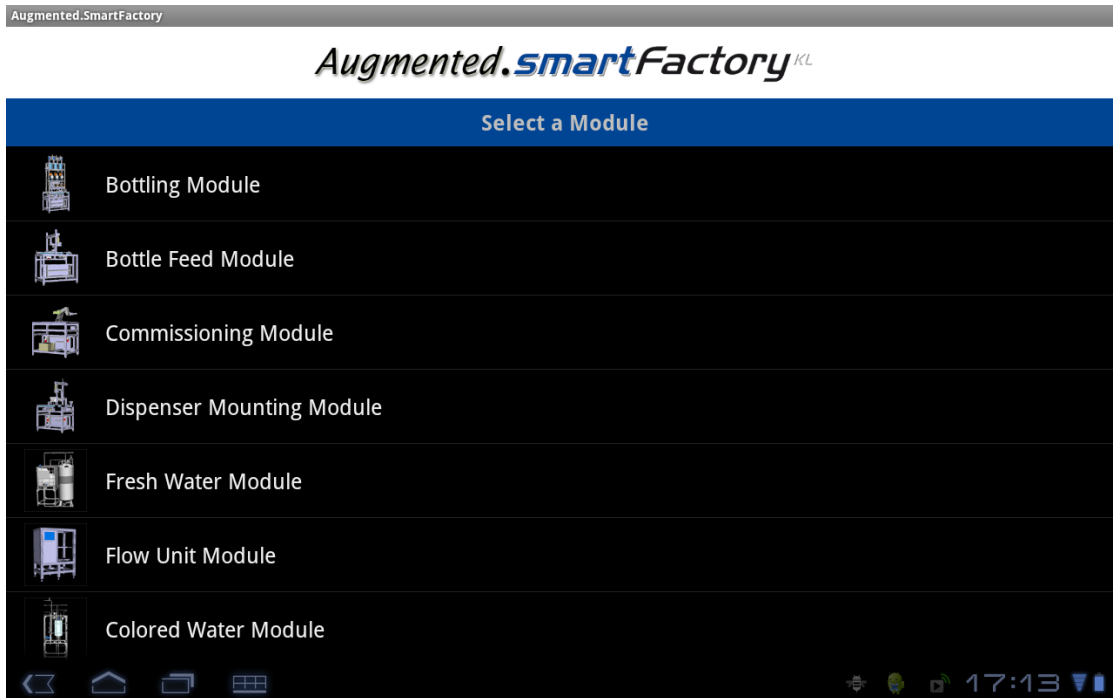 Augmented.SmartFactory
Augmented.smartFactory KL
Select a Module
Bottling Module
Bottle Feed Module
Commissioning Module
Dispenser Mounting Module
Fresh Water Module
Flow Unit Module
Colored Water Module
17:13